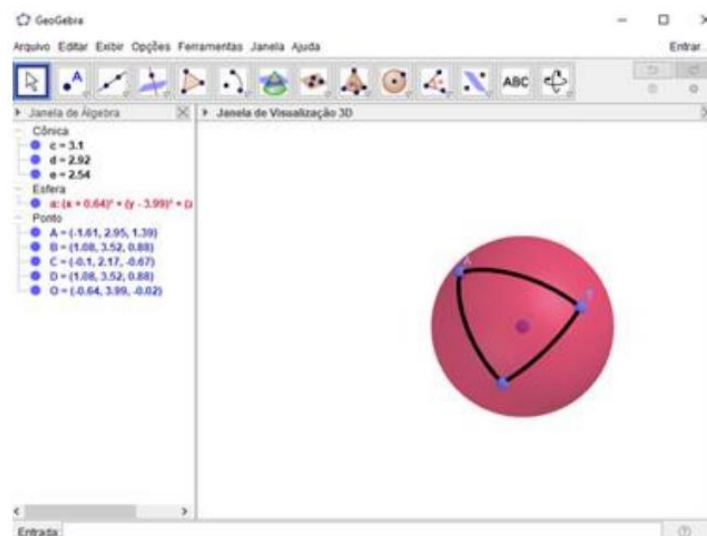 GeoGebra
Arquivo Editar Exibir Opções Ferramentas Janela Ajuda
Entrar...
A
ABC
Janela de Álgebra
Janela de Visualização 3D
Cônica
c = 3.1
d = 2.92
e = 2.54
Esfera
a: (x + 0.64)² + (y - 3.99)² + (z
Ponto
A = (-1.61, 2.95, 1.39)
B = (1.08, 3.52, 0.88)
C = (-0.1, 2.17, -0.67)
D = (1.08, 3.52, 0.88)
O = (-0.64, 3.99, -0.02)
A
Entrada: